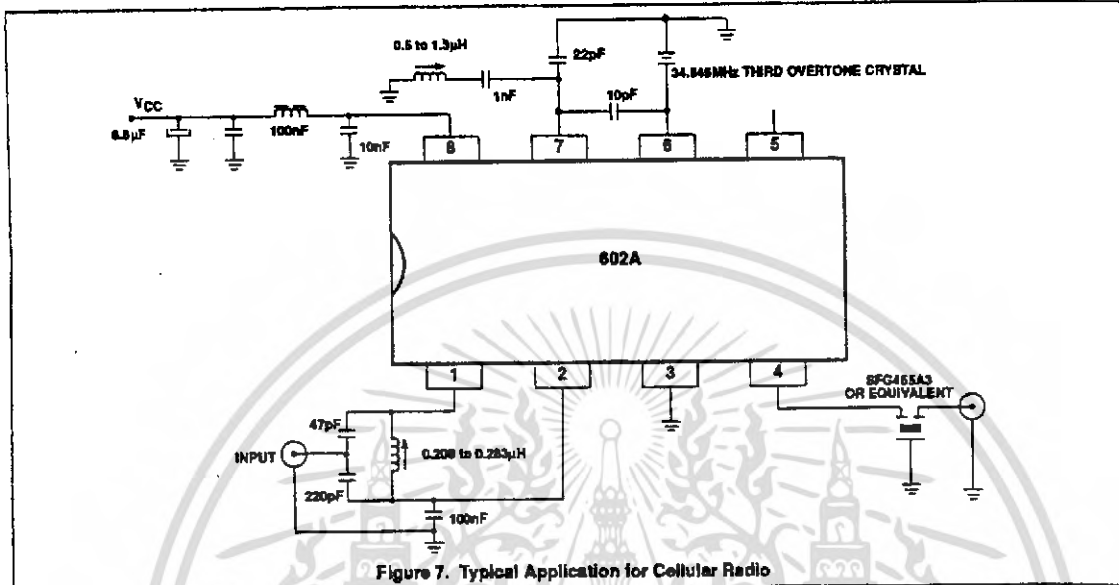 0.5 to 1.3µH
22pF
34.545MHz THIRD OVERTONE CRYSTAL
1nF
10pF
VCC
6.8µF
100nF
10nF
8
7
6
5
602A
1
2
3
4
SFG455A3
OR EQUIVALENT
47pF
INPUT
0.209 to 0.283µH
220pF
100nF
Figure 7. Typical Application for Cellular Radio